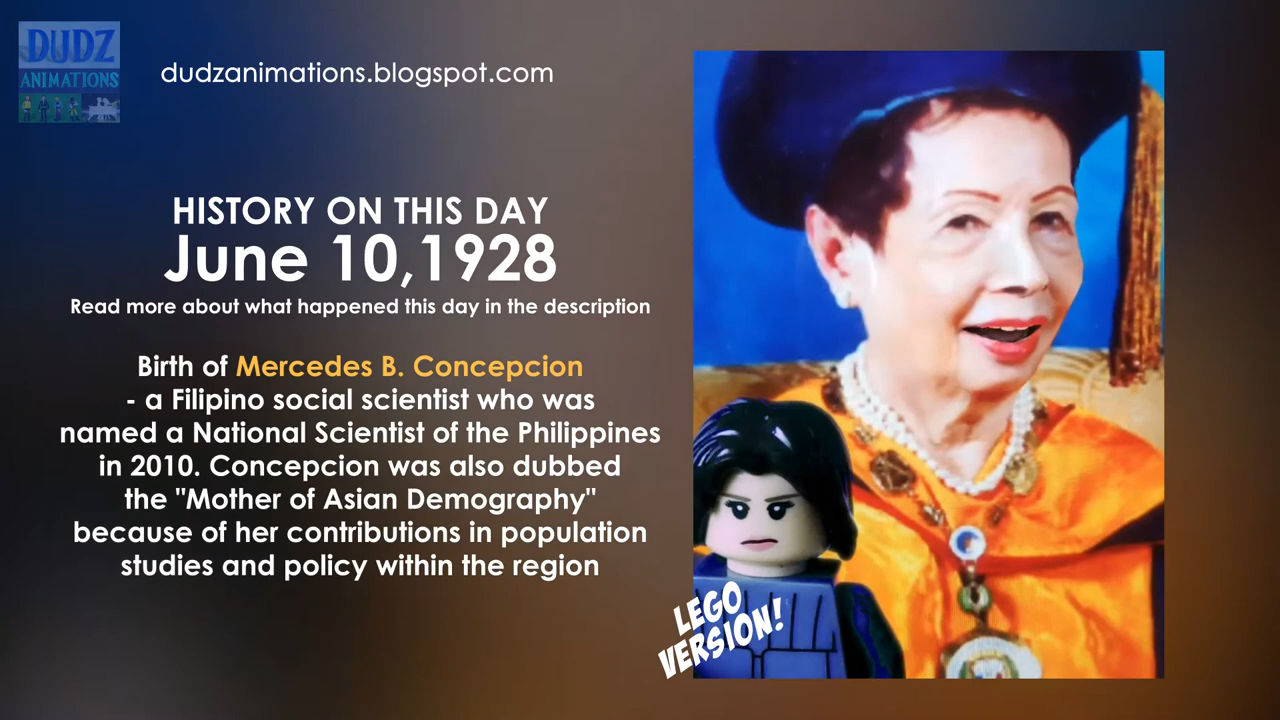 DUDZ
ANIMATIONS
dudzanimations.blogspot.com
HISTORY ON THIS DAY
June 10,1928
Read more about what happened this day in the description
Birth of Mercedes B. Concepcion
- a Filipino social scientist who was
named a National Scientist of the Philippines
in 2010. Concepcion was also dubbed
the "Mother of Asian Demography"
because of her contributions in population
studies and policy within the region
LEGO
VERSION!